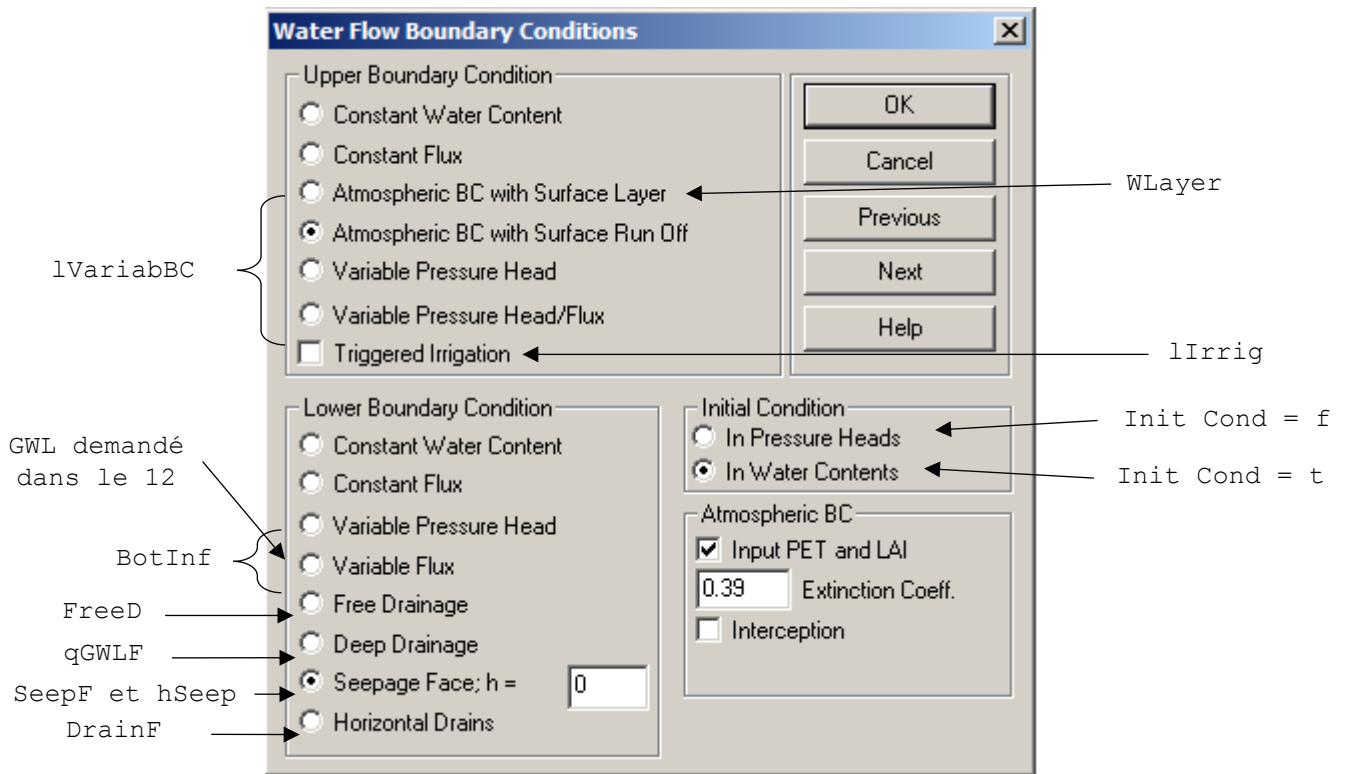 Water Flow Boundary Conditions
Upper Boundary Condition
Constant Water Content
Constant Flux
Atmospheric BC with Surface Layer
Atmospheric BC with Surface Run Off
Variable Pressure Head
Variable Pressure Head/Flux
Triggered Irrigation
lVariabBC
OK
Cancel
Previous
Next
Help
WLayer
lIrrig
Lower Boundary Condition
Constant Water Content
Constant Flux
Variable Pressure Head
Variable Flux
Free Drainage
Deep Drainage
Seepage Face; h = 0
Horizontal Drains
GWL demandé
dans le 12
BotInf
FreeD
qGWLF
SeepF et hSeep
DrainF
Initial Condition
In Pressure Heads
In Water Contents
Init Cond = f
Init Cond = t
Atmospheric BC
Input PET and LAI
0.39 Extinction Coeff.
Interception